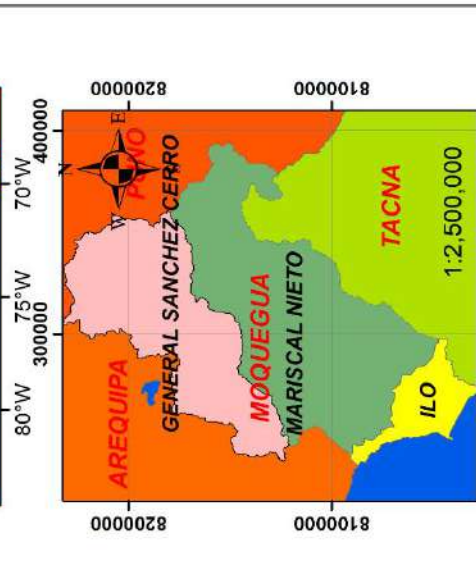 80°W 75°W 70°W
300000 400000
8200000 8200000
8100000 8100000
N
W E
PUNO
AREQUIPA
GENERAL SANCHEZ CERRO
MOQUEGUA
MARISCAL NIETO
TACNA
ILO
1:2,500,000